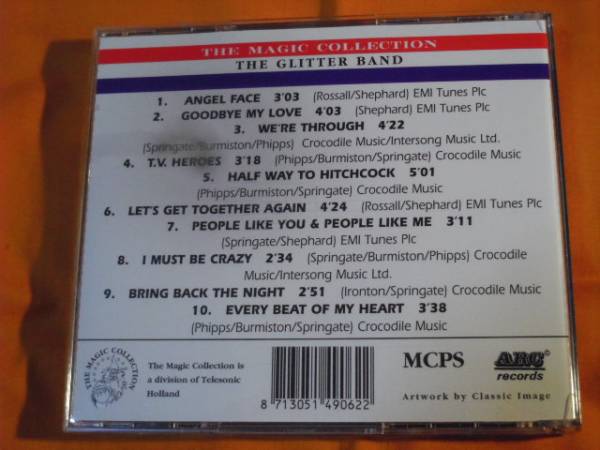 THE MAGIC COLLECTION
THE GLITTER BAND
1. ANGEL FACE 3'03 (Rossall/Shephard) EMI Tunes Plc
2. GOODBYE MY LOVE 4'03 (Shephard) EMI Tunes Plc
3. WE'RE THROUGH 4'22
(Springate/Burmiston/Phipps) Crocodile Music/Intersong Music Ltd.
4. T.V. HEROES 3'18 (Phipps/Burmiston/Springate) Crocodile Music
5. HALF WAY TO HITCHCOCK 5'01
(Phipps/Burmiston/Springate) Crocodile Music
6. LET'S GET TOGETHER AGAIN 4'24 (Rossall/Shephard) EMI Tunes Plc
7. PEOPLE LIKE YOU & PEOPLE LIKE ME 3'11
(Springate/Shephard) EMI Tunes Plc
8. I MUST BE CRAZY 2'34 (Springate/Burmiston/Phipps) Crocodile
Music/Intersong Music Ltd.
9. BRING BACK THE NIGHT 2'51 (Ironton/Springate) Crocodile Music
10. EVERY BEAT OF MY HEART 3'38
(Phipps/Burmiston/Springate) Crocodile Music
THE MAGIC COLLECTION
The Magic Collection is
a division of Telesonic
Holland
8 713051 490622
MCPS
ARC
records
Artwork by Classic Image